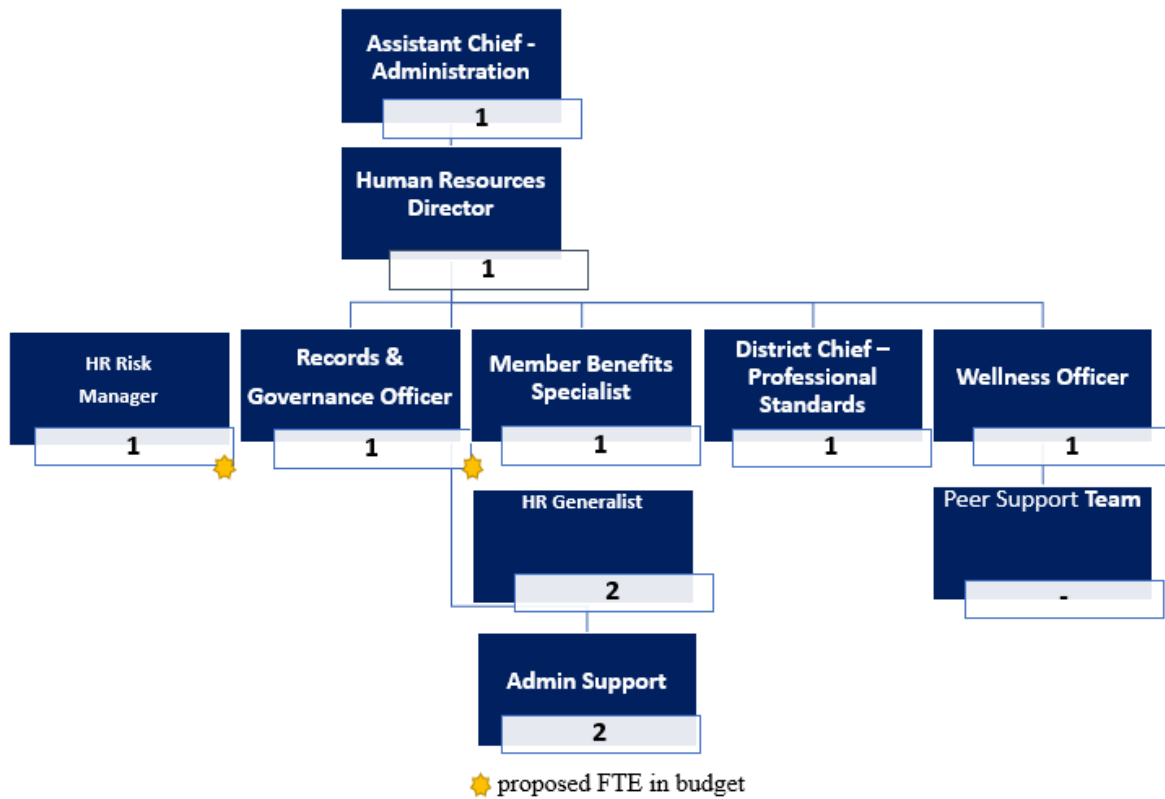 Assistant Chief -
Administration
1
Human Resources
Director
1
HR Risk
Manager
1
Records &
Governance Officer
1
Member Benefits
Specialist
1
District Chief –
Professional
Standards
1
Wellness Officer
1
HR Generalist
2
Peer Support Team
-
Admin Support
2
proposed FTE in budget